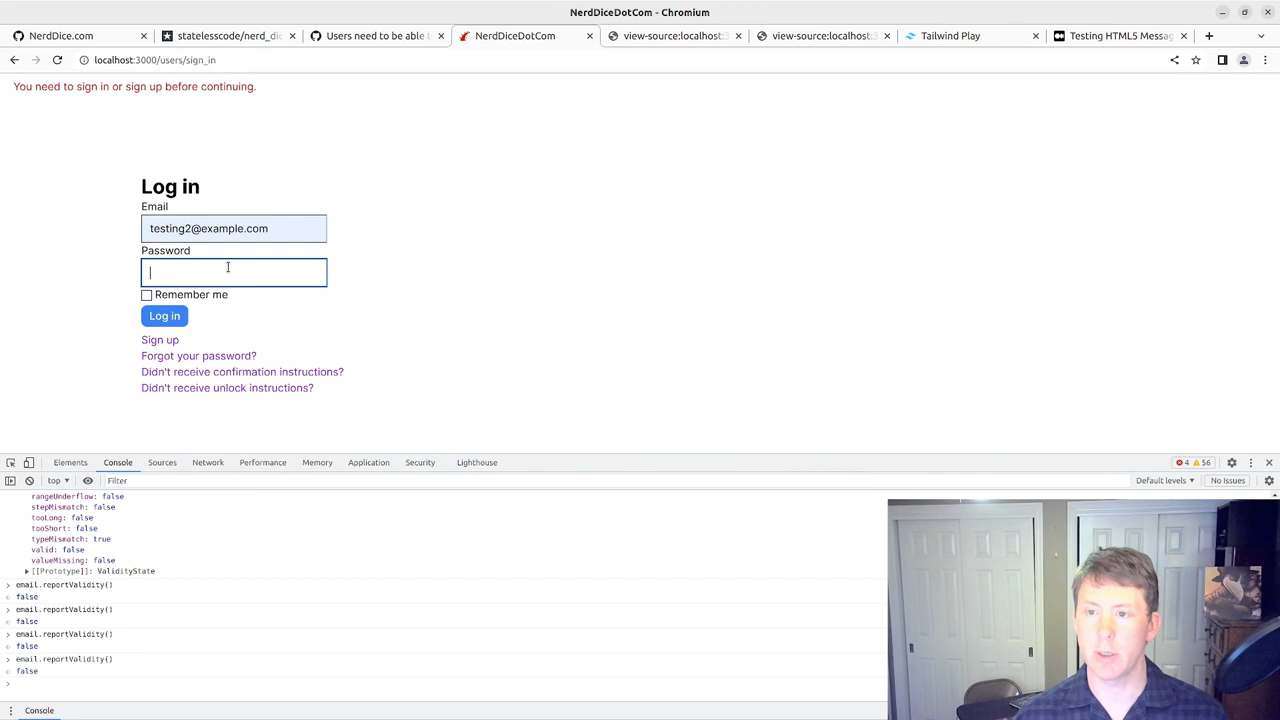 NerdDiceDotCom - Chromium
NerdDice.com
statelesscode/nerd_dic
Users need to be able t
NerdDiceDotCom
view-source:localhost:3
view-source:localhost:3
Tailwind Play
Testing HTML5 Messag
localhost:3000/users/sign_in
You need to sign in or sign up before continuing.
Log in
Email
testing2@example.com
Password
Remember me
Log in
Sign up
Forgot your password?
Didn't receive confirmation instructions?
Didn't receive unlock instructions?
Elements Console Sources Network Performance Memory Application Security Lighthouse 4 56
top Filter Default levels No Issues
rangeUnderflow: false
stepMismatch: false
tooLong: false
tooShort: false
typeMismatch: true
valid: false
valueMissing: false
[[Prototype]]: ValidityState
email.reportValidity()
false
email.reportValidity()
false
email.reportValidity()
false
email.reportValidity()
false
Console